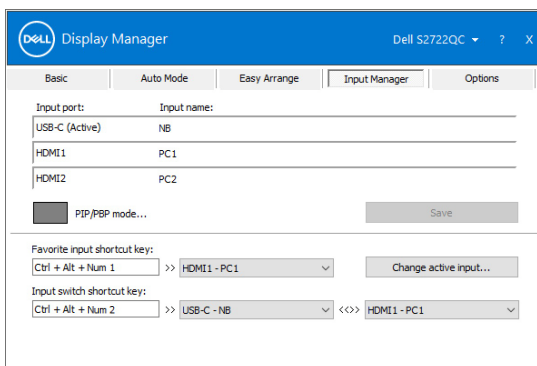 DELL Display Manager Dell S2722QC ? X
Basic Auto Mode Easy Arrange Input Manager Options
Input port: Input name:
USB-C (Active) NB
HDMI1 PC1
HDMI2 PC2
PIP/PBP mode... Save
Favorite input shortcut key:
Ctrl + Alt + Num 1 >> HDMI1 - PC1 Change active input...
Input switch shortcut key:
Ctrl + Alt + Num 2 >> USB-C - NB <<>> HDMI1 - PC1